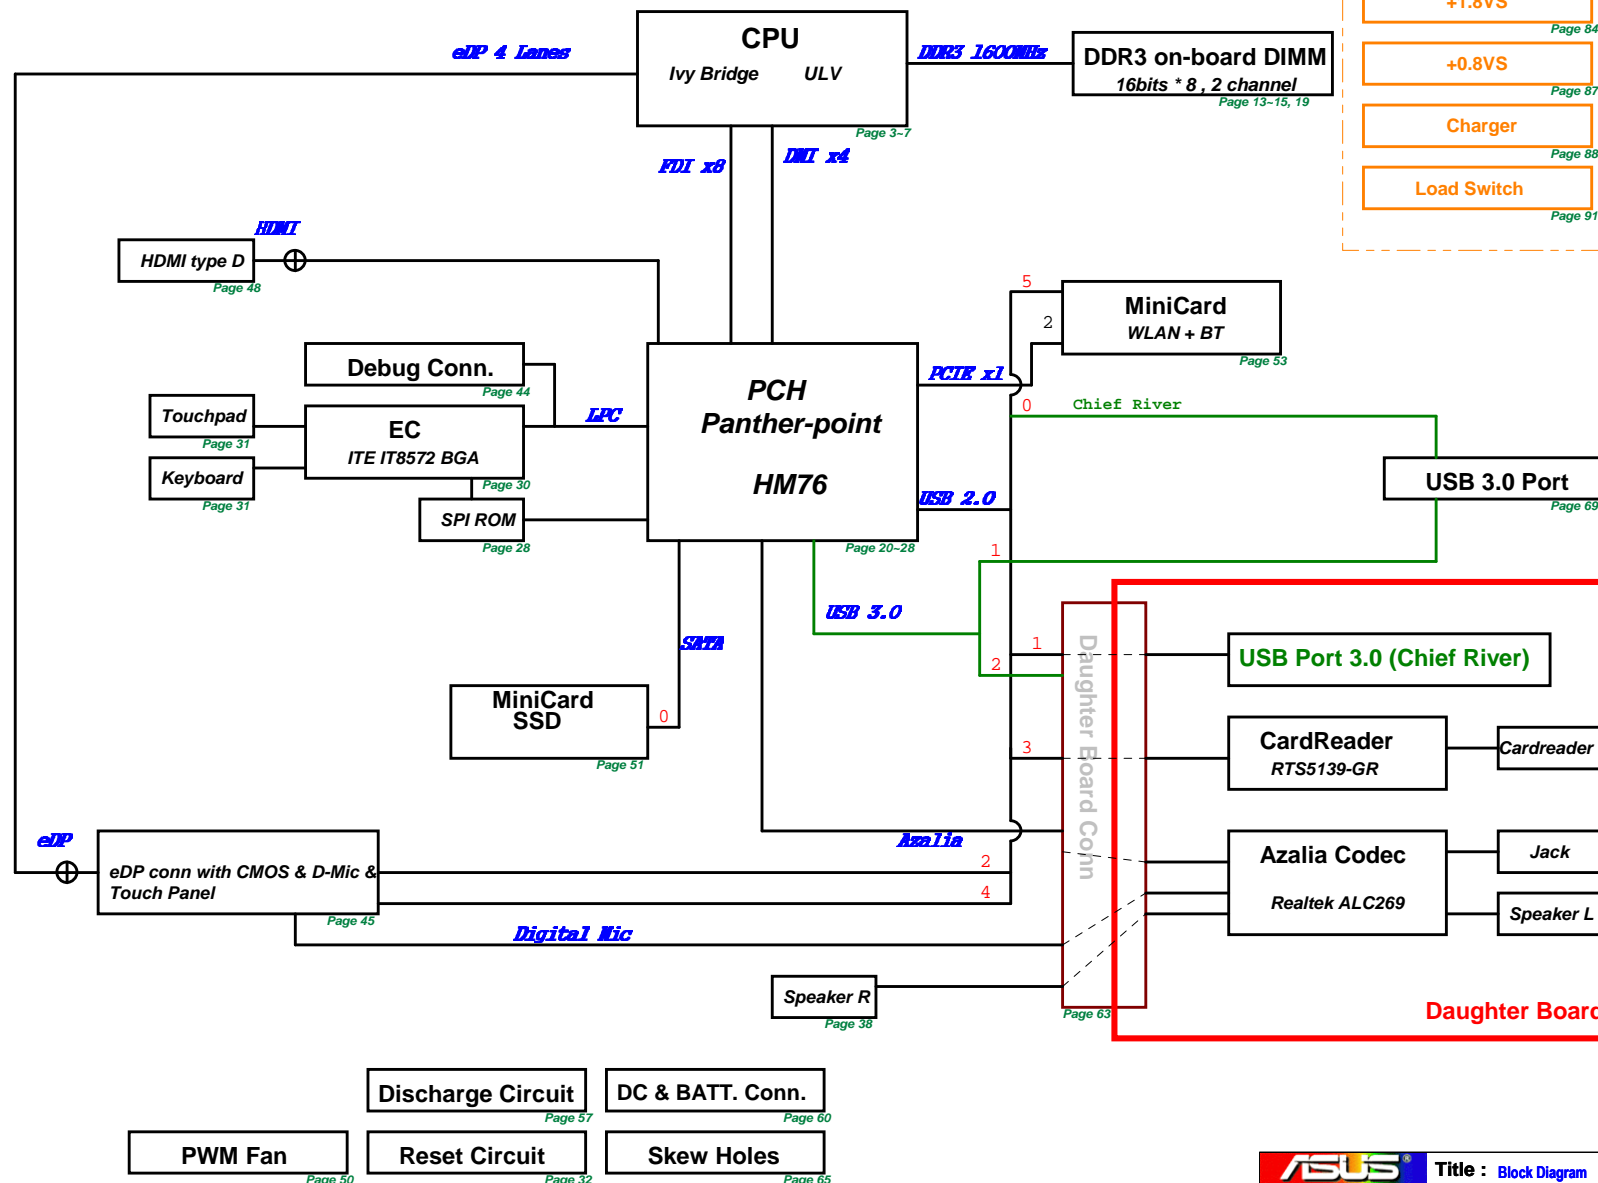 +1.8VS
Page 84
+0.8VS
Page 87
Charger
Page 88
Load Switch
Page 91
CPU
Ivy Bridge ULV
Page 3~7
eDP 4 Lanes
DDR3 1600MHz
DDR3 on-board DIMM
16bits * 8 , 2 channel
Page 13~15, 19
FDI x8
DMI x4
HDMI
HDMI type D
Page 48
5
2
MiniCard
WLAN + BT
Page 53
Debug Conn.
Page 44
Touchpad
Page 31
Keyboard
Page 31
EC
ITE IT8572 BGA
Page 30
LPC
SPI ROM
Page 28
PCH
Panther-point
HM76
Page 20~28
PCIE x1
0
Chief River
USB 2.0
USB 3.0 Port
Page 69
1
USB 3.0
SATA
MiniCard
SSD
0
Page 51
1
2
3
Daughter Board Conn
Page 63
USB Port 3.0 (Chief River)
CardReader
RTS5139-GR
Cardreader
Azalia
Azalia Codec
Realtek ALC269
Jack
Speaker L
eDP
eDP conn with CMOS & D-Mic &
Touch Panel
Page 45
2
4
Digital Mic
Speaker R
Page 38
Daughter Board
Discharge Circuit
Page 57
DC & BATT. Conn.
Page 60
PWM Fan
Page 50
Reset Circuit
Page 32
Skew Holes
Page 65
ASUS®
Title : Block Diagram